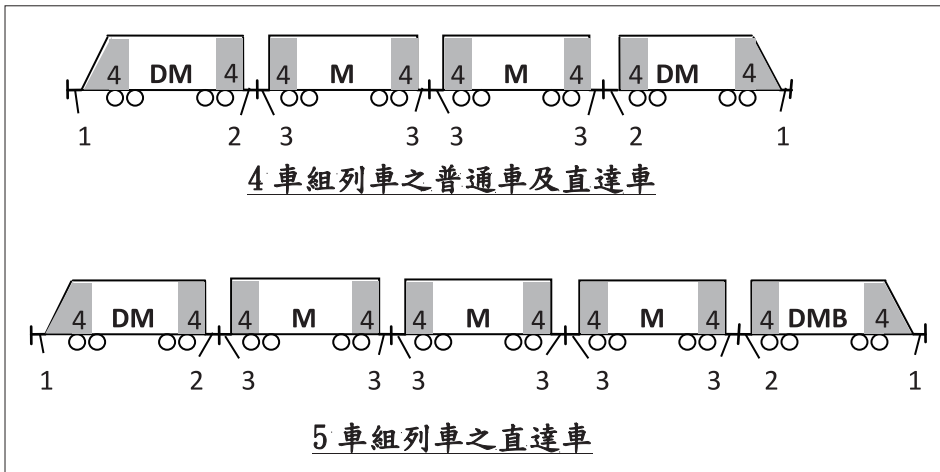 4 DM 4 4 M 4 4 M 4 4 DM 4
1 2 3 3 3 3 2 1
4車組列車之普通車及直達車
4 DM 4 4 M 4 4 M 4 4 M 4 4 DMB 4
1 2 3 3 3 3 3 3 2 1
5車組列車之直達車